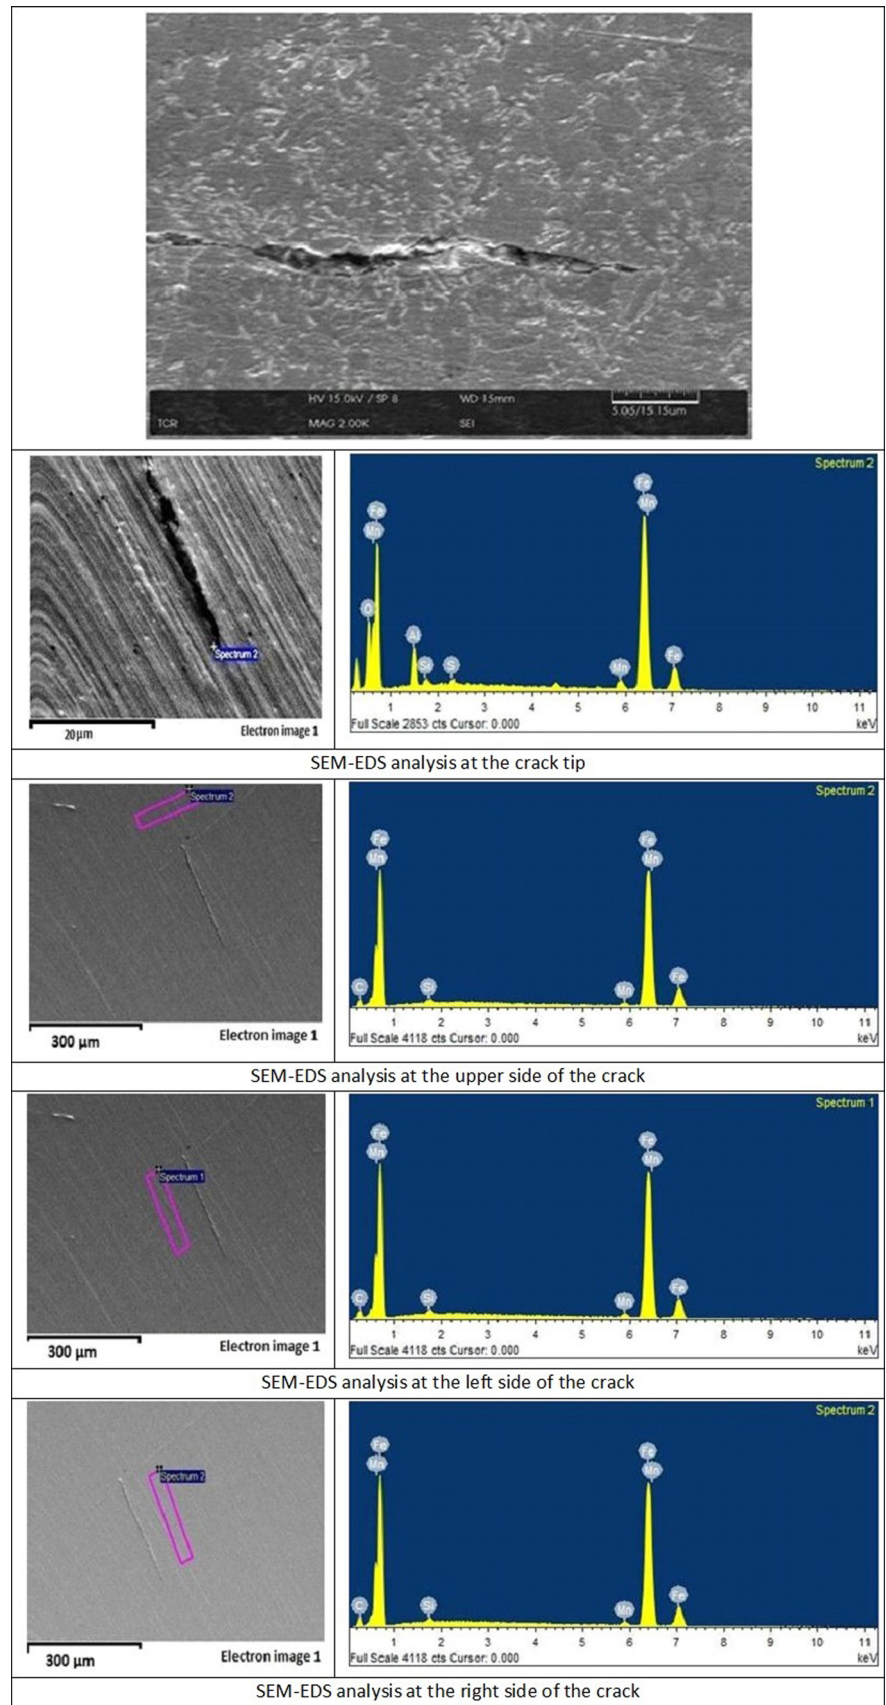 HV 15.0kV / SP 8 WD 15mm 5.05/15.15um
TCR MAG 2.00K SEI
Spectrum 2
20µm Electron image 1
Spectrum 2
Fe
Mn
O
Al
Si
S
Mn
Fe
Mn
Fe
1 2 3 4 5 6 7 8 9 10 11
Full Scale 2853 cts Cursor: 0.000 keV
SEM-EDS analysis at the crack tip
Spectrum 2
300 µm Electron image 1
Spectrum 2
Fe
Mn
C
Si
Mn
Fe
Mn
Fe
1 2 3 4 5 6 7 8 9 10 11
Full Scale 4118 cts Cursor: 0.000 keV
SEM-EDS analysis at the upper side of the crack
Spectrum 1
300 µm Electron image 1
Spectrum 1
Fe
Mn
C
Si
Mn
Fe
Mn
Fe
1 2 3 4 5 6 7 8 9 10 11
Full Scale 4118 cts Cursor: 0.000 keV
SEM-EDS analysis at the left side of the crack
Spectrum 2
300 µm Electron image 1
Spectrum 2
Fe
Mn
C
Si
Mn
Fe
Mn
Fe
1 2 3 4 5 6 7 8 9 10 11
Full Scale 4118 cts Cursor: 0.000 keV
SEM-EDS analysis at the right side of the crack